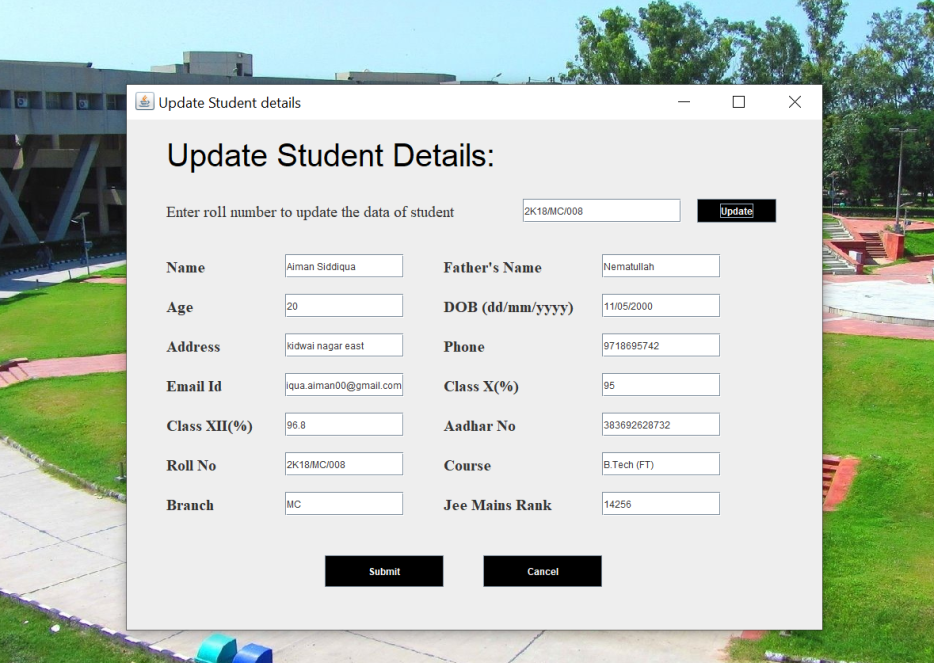 Update Student details
Update Student Details:
Enter roll number to update the data of student 2K18/MC/008 Update
Name Aiman Siddiqua Father's Name Nematullah
Age 20 DOB (dd/mm/yyyy) 11/05/2000
Address kidwai nagar east Phone 9718695742
Email Id iqua.aiman00@gmail.com Class X(%) 95
Class XII(%) 96.8 Aadhar No 383692628732
Roll No 2K18/MC/008 Course B.Tech (FT)
Branch MC Jee Mains Rank 14256
Submit Cancel